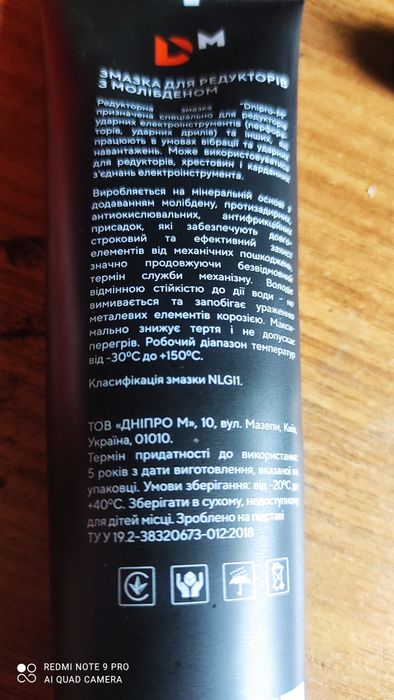 DM
ЗМАЗКА ДЛЯ РЕДУКТОРІВ
З МОЛІБДЕНОМ
Редукторна змазка "Dnipro-M"
призначена спеціально для редукторів
ударних електроінструментів (перфора-
торів, ударних дрилів) та інших, які
працюють в умовах вібрації та ударних
навантажень. Може використовуватися
для редукторів, хрестовин і карданних
з'єднань електроінструмента.
Виробляється на мінеральній основі з
додаванням молібдену, протизадирних,
антиокислювальних, антифрикційних
присадок, які забезпечують довго-
строковий та ефективний захист
елементів від механічних пошкоджень,
значно продовжуючи безвідмовний
термін служби механізму. Володіє
відмінною стійкістю до дії води - не
вимивається та запобігає ураженню
металевих елементів корозією. Макси-
мально знижує тертя і не допускає
перегрів. Робочий діапазон температур
від -30°C до +150°C.
Класифікація змазки NLGI1.
ТОВ «ДНІПРО М», 10, вул. Мазепи, Київ,
Україна, 01010.
Термін придатності до використання:
5 років з дати виготовлення, вказаної на
упаковці. Умови зберігання: від -20°C до
+40°C. Зберігати в сухому, недоступному
для дітей місці. Зроблено на підставі
ТУ У 19.2-38320673-012:2018
REDMI NOTE 9 PRO
AI QUAD CAMERA